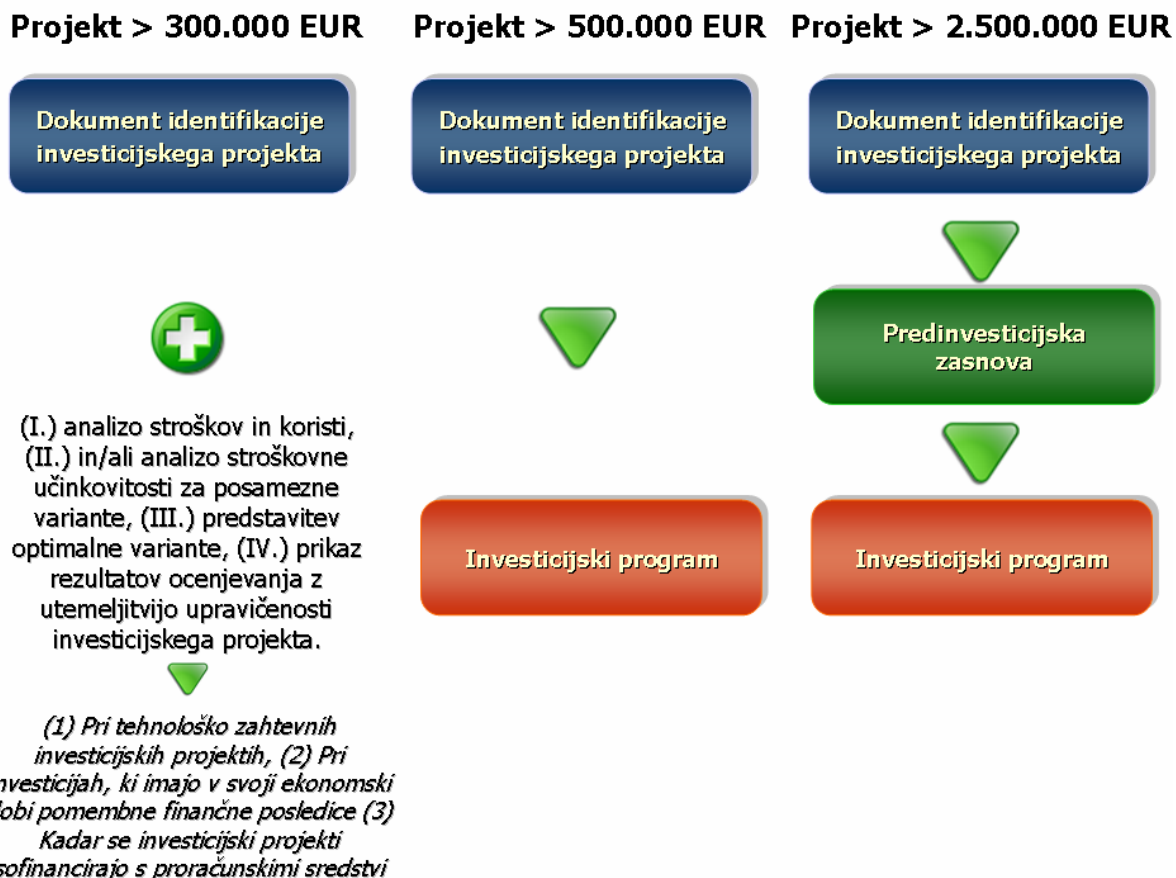 Projekt > 300.000 EUR
Dokument identifikacije
investicijskega projekta
(I.) analizo stroškov in koristi,
(II.) in/ali analizo stroškovne
učinkovitosti za posamezne
variante, (III.) predstavitev
optimalne variante, (IV.) prikaz
rezultatov ocenjevanja z
utemeljitvijo upravičenosti
investicijskega projekta.
(1) Pri tehnološko zahtevnih
investicijskih projektih, (2) Pri
nvesticijah, ki imajo v svoji ekonomski
lobi pomembne finančne posledice (3)
Kadar se investicijski projekti
sofinancirajo s proračunskimi sredstvi
Projekt > 500.000 EUR
Dokument identifikacije
investicijskega projekta
Investicijski program
Projekt > 2.500.000 EUR
Dokument identifikacije
investicijskega projekta
Predinvesticijska
zasnova
Investicijski program